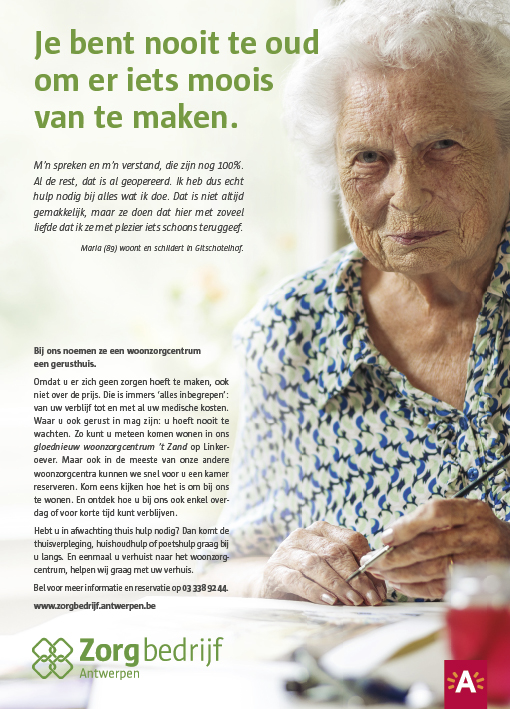 Je bent nooit te oud
om er iets moois
van te maken.
M'n spreken en m'n verstand, die zijn nog 100%.
Al de rest, dat is al geopereerd. Ik heb dus echt
hulp nodig bij alles wat ik doe. Dat is niet altijd
gemakkelijk, maar ze doen dat hier met zoveel
liefde dat ik ze met plezier iets schoons teruggeef.
Maria (89) woont en schildert in Gitschotelhof.
Bij ons noemen ze een woonzorgcentrum
een gerusthuis.
Omdat u er zich geen zorgen hoeft te maken, ook
niet over de prijs. Die is immers 'alles inbegrepen':
van uw verblijf tot en met al uw medische kosten.
Waar u ook gerust in mag zijn: u hoeft nooit te
wachten. Zo kunt u meteen komen wonen in ons
gloednieuw woonzorgcentrum 't Zand op Linker-
oever. Maar ook in de meeste van onze andere
woonzorgcentra kunnen we snel voor u een kamer
reserveren. Kom eens kijken hoe het is om bij ons
te wonen. En ontdek hoe u bij ons ook enkel over-
dag of voor korte tijd kunt verblijven.
Hebt u in afwachting thuis hulp nodig? Dan komt de
thuisverpleging, huishoudhulp of poetshulp graag bij
u langs. En eenmaal u verhuist naar het woonzorg-
centrum, helpen wij graag met uw verhuis.
Bel voor meer informatie en reservatie op 03 338 92 44.
www.zorgbedrijf.antwerpen.be
Zorgbedrijf
Antwerpen
A